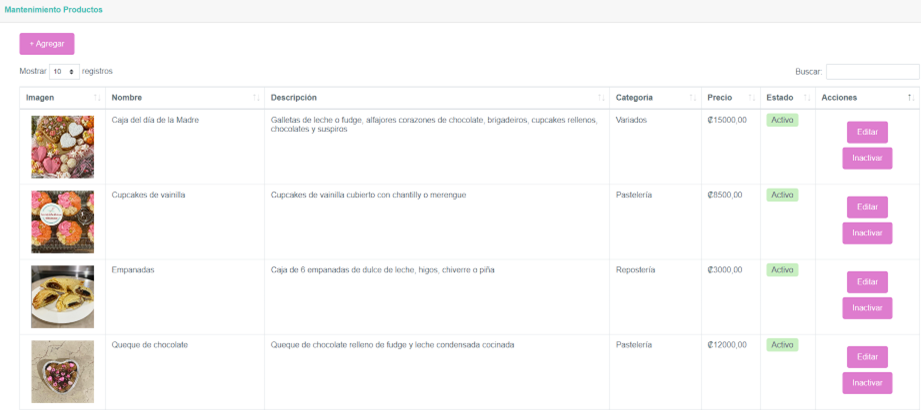 Mantenimiento Productos
+ Agregar
Mostrar 10 registros
Buscar:
Imagen Nombre Descripción Categoría Precio Estado Acciones
Caja del día de la Madre Galletas de leche o fudge, alfajores corazones de chocolate, brigadeiros, cupcakes rellenos, Variados ₡15000,00 Activo
chocolates y suspiros
Editar
Inactivar
Cupcakes de vainilla Cupcakes de vainilla cubierto con chantilly o merengue Pastelería ₡8500,00 Activo
Editar
Inactivar
Empanadas Caja de 6 empanadas de dulce de leche, higos, chiverre o piña Repostería ₡3000,00 Activo
Editar
Inactivar
Queque de chocolate Queque de chocolate relleno de fudge y leche condensada cocinada Pastelería ₡12000,00 Activo
Editar
Inactivar